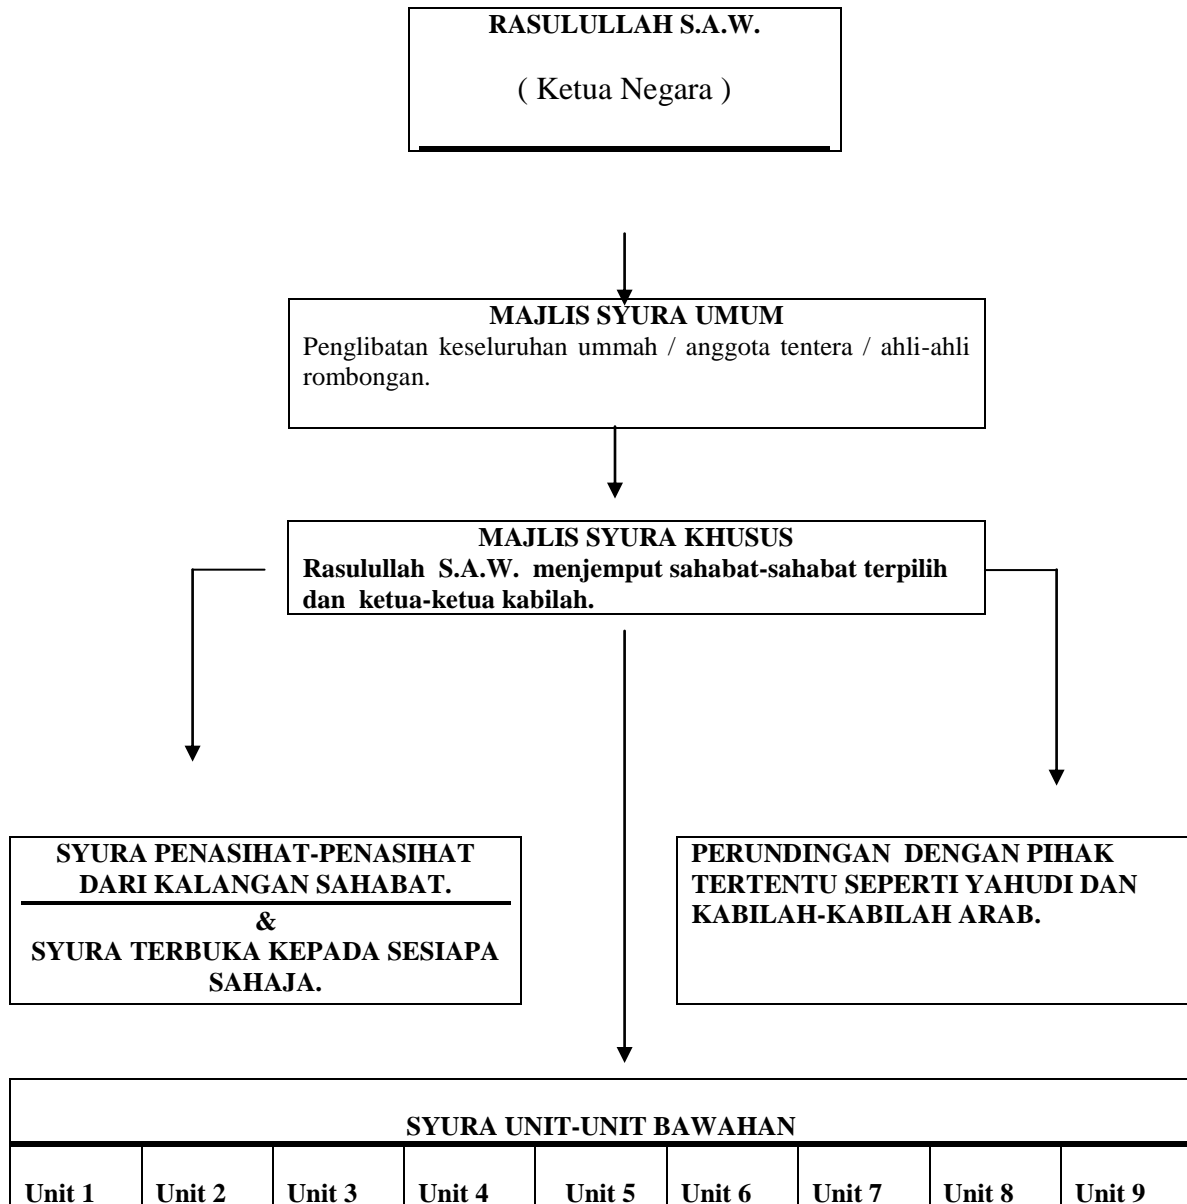 RASULULLAH S.A.W.
( Ketua Negara )
MAJLIS SYURA UMUM
Penglibatan keseluruhan ummah / anggota tentera / ahli-ahli
rombongan.
MAJLIS SYURA KHUSUS
Rasulullah S.A.W. menjemput sahabat-sahabat terpilih
dan ketua-ketua kabilah.
SYURA PENASIHAT-PENASIHAT
DARI KALANGAN SAHABAT.
&
SYURA TERBUKA KEPADA SESIAPA
SAHAJA.
PERUNDINGAN DENGAN PIHAK
TERTENTU SEPERTI YAHUDI DAN
KABILAH-KABILAH ARAB.
SYURA UNIT-UNIT BAWAHAN
Unit 1 Unit 2 Unit 3 Unit 4 Unit 5 Unit 6 Unit 7 Unit 8 Unit 9